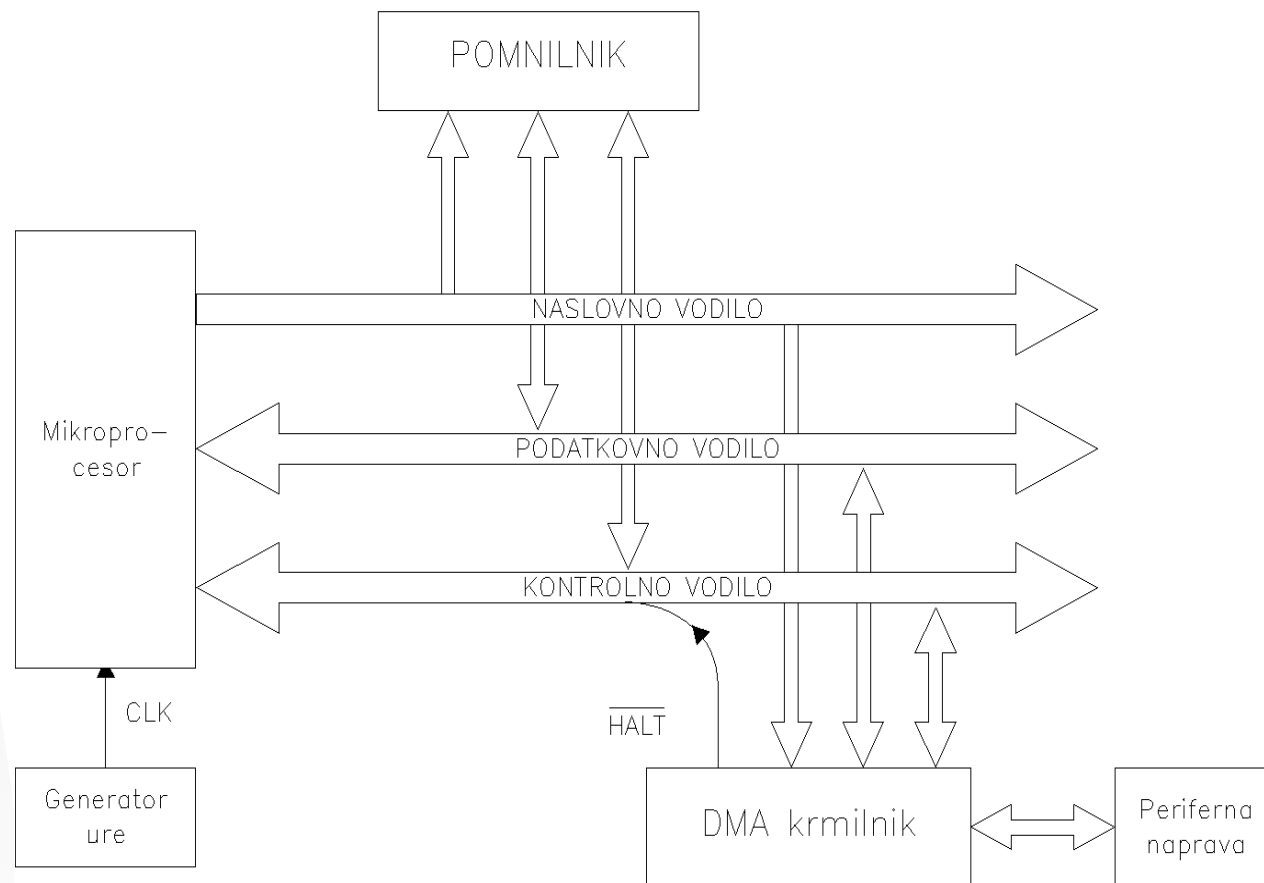 POMNILNIK
NASLOVNO VODILO
Mikropro-
cesor
PODATKOVNO VODILO
KONTROLNO VODILO
CLK
HALT
Generator
ure
DMA krmilnik
Periferna
naprava